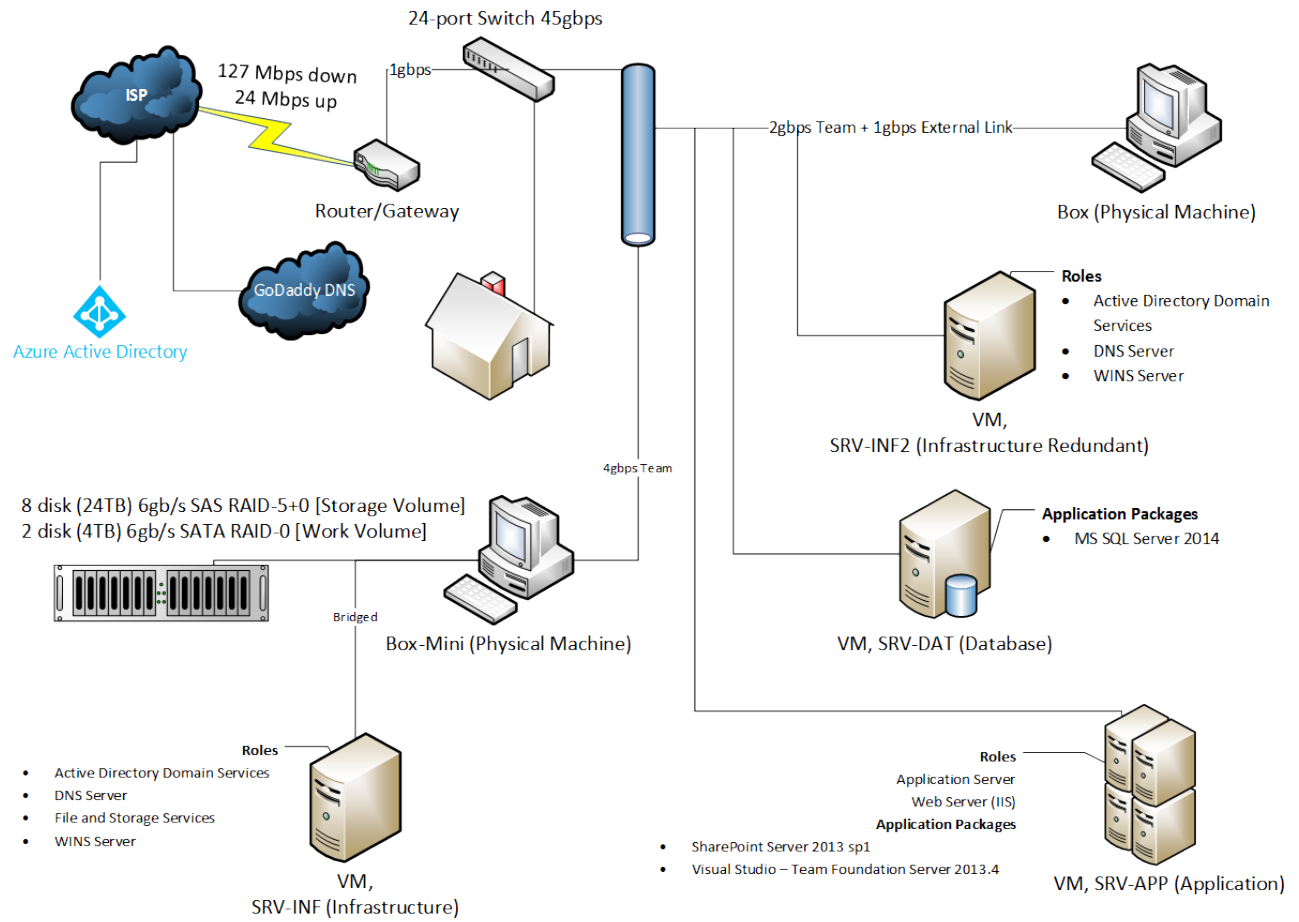 24-port Switch 45gbps
ISP
127 Mbps down
24 Mbps up
1gbps
Router/Gateway
GoDaddy DNS
Azure Active Directory
2gbps Team + 1gbps External Link
Box (Physical Machine)
Roles
• Active Directory Domain
Services
• DNS Server
• WINS Server
VM,
SRV-INF2 (Infrastructure Redundant)
4gbps Team
8 disk (24TB) 6gb/s SAS RAID-5+0 [Storage Volume]
2 disk (4TB) 6gb/s SATA RAID-0 [Work Volume]
Bridged
Box-Mini (Physical Machine)
Application Packages
• MS SQL Server 2014
VM, SRV-DAT (Database)
Roles
• Active Directory Domain Services
• DNS Server
• File and Storage Services
• WINS Server
VM,
SRV-INF (Infrastructure)
Roles
Application Server
Web Server (IIS)
Application Packages
• SharePoint Server 2013 sp1
• Visual Studio – Team Foundation Server 2013.4
VM, SRV-APP (Application)